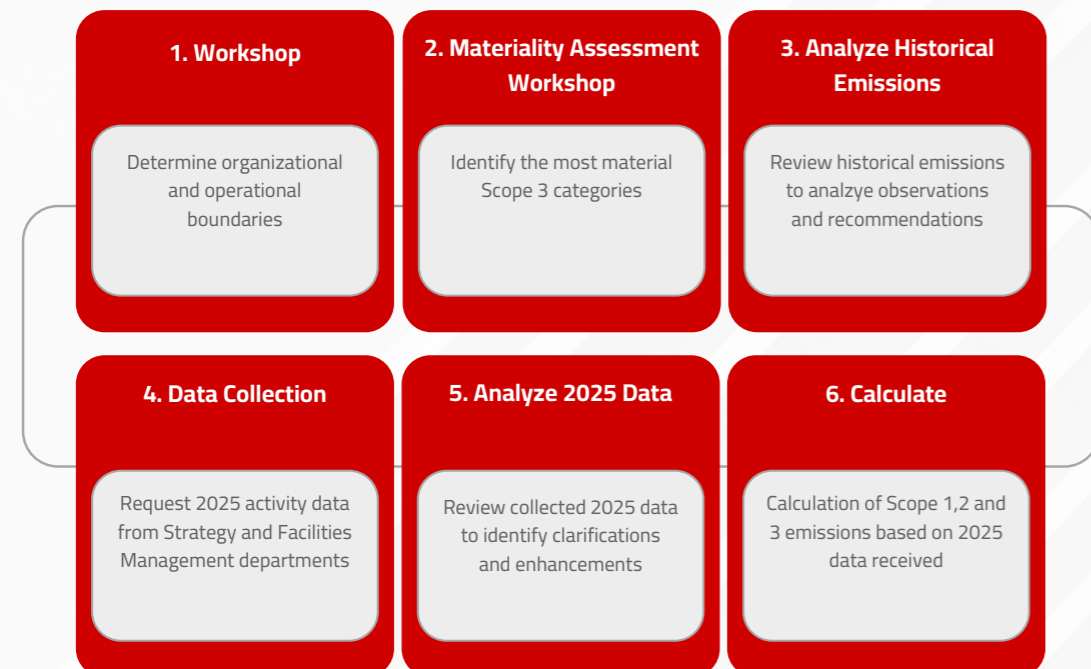 1. Workshop
Determine organizational
and operational
boundaries
2. Materiality Assessment
Workshop
Identify the most material
Scope 3 categories
3. Analyze Historical
Emissions
Review historical emissions
to analzye observations
and recommendations
4. Data Collection
Request 2025 activity data
from Strategy and Facilities
Management departments
5. Analyze 2025 Data
Review collected 2025 data
to identify clarifications
and enhancements
6. Calculate
Calculation of Scope 1,2 and
3 emissions based on 2025
data received